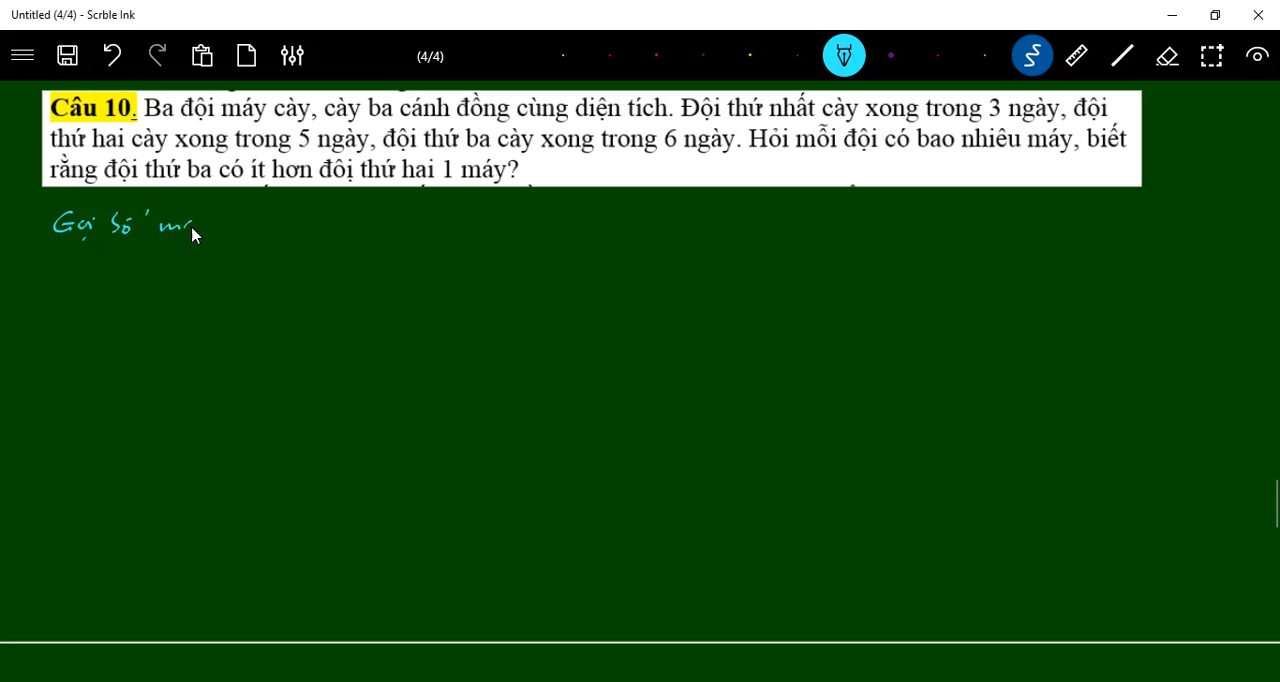 Untitled (4/4) - Scrble Ink
(4/4)
Câu 10. Ba đội máy cày, cày ba cánh đồng cùng diện tích. Đội thứ nhất cày xong trong 3 ngày, đội
thứ hai cày xong trong 5 ngày, đội thứ ba cày xong trong 6 ngày. Hỏi mỗi đội có bao nhiêu máy, biết
rằng đội thứ ba có ít hơn đôị thứ hai 1 máy?
Gọi số